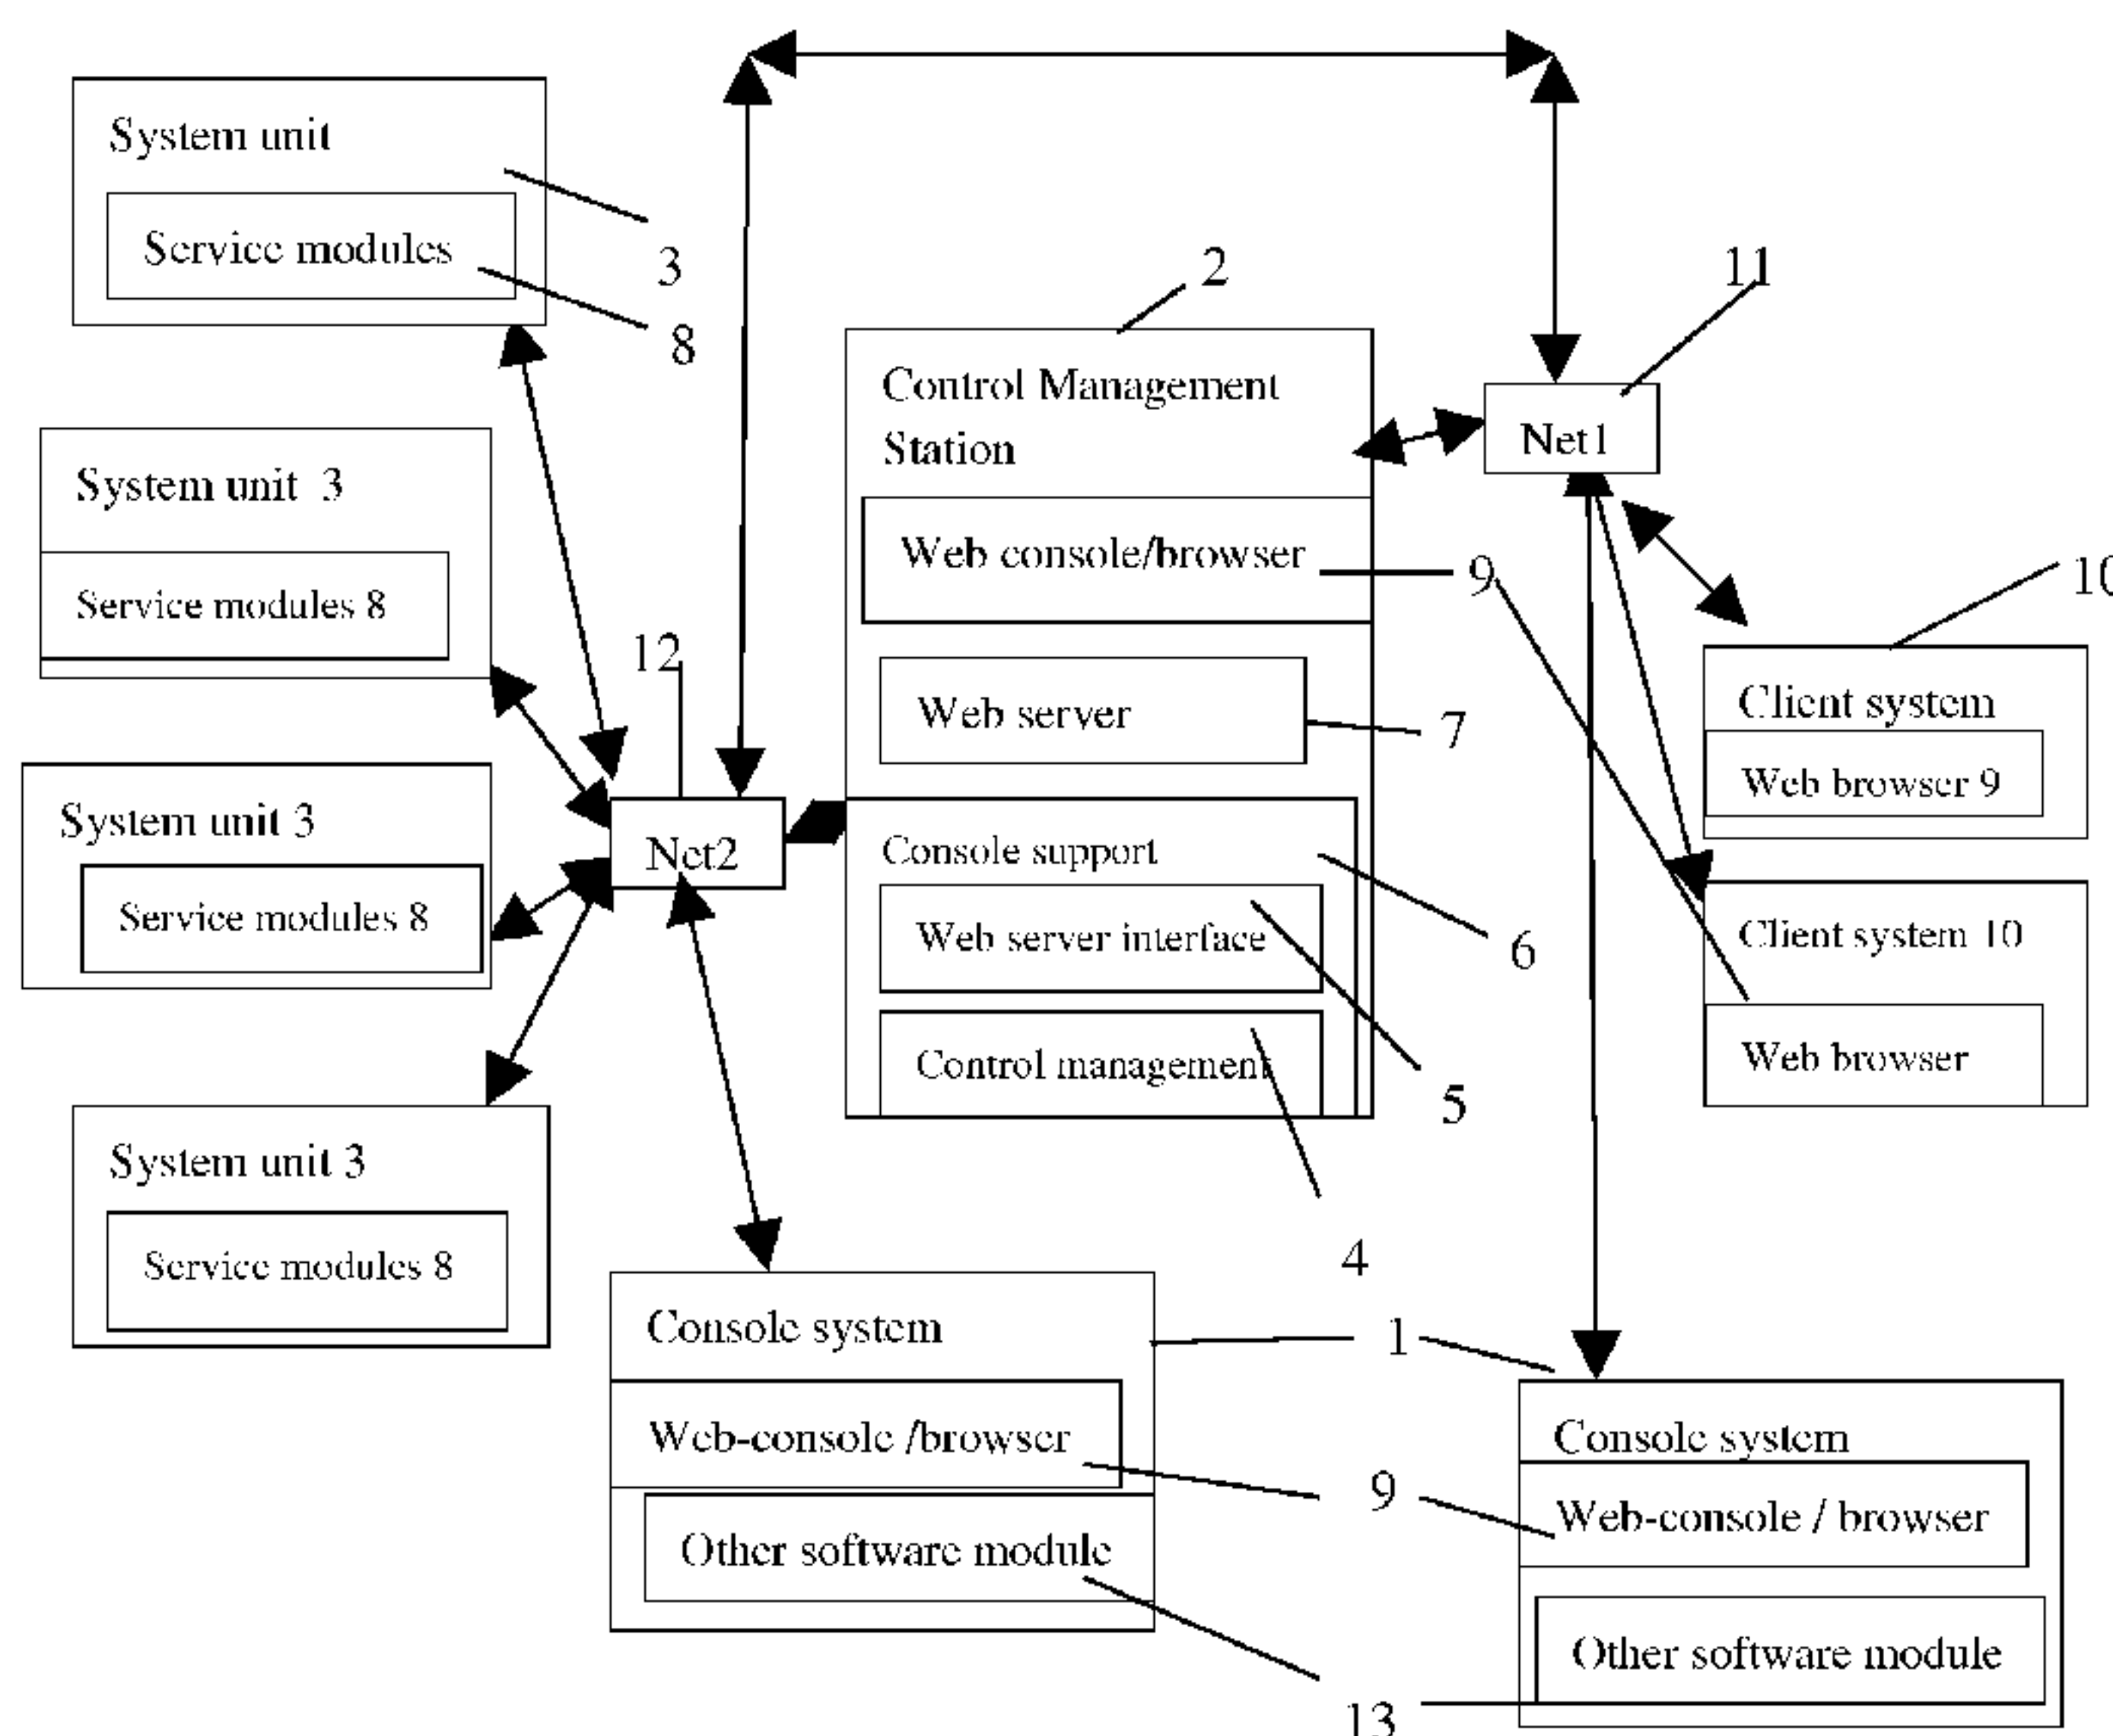 System unit
Service modules
3
8
2
11
Control Management
Station
Net1
System unit 3
Service modules 8
Web console/browser
9
10
12
Web server
7
Client system
Web browser 9
System unit 3
Service modules 8
Net2
Console support
Web server interface
6
Client system 10
Web browser
Control management
5
System unit 3
Service modules 8
4
Console system
1
Web-console /browser
9
Other software module
Console system
Web-console / browser
Other software module
13